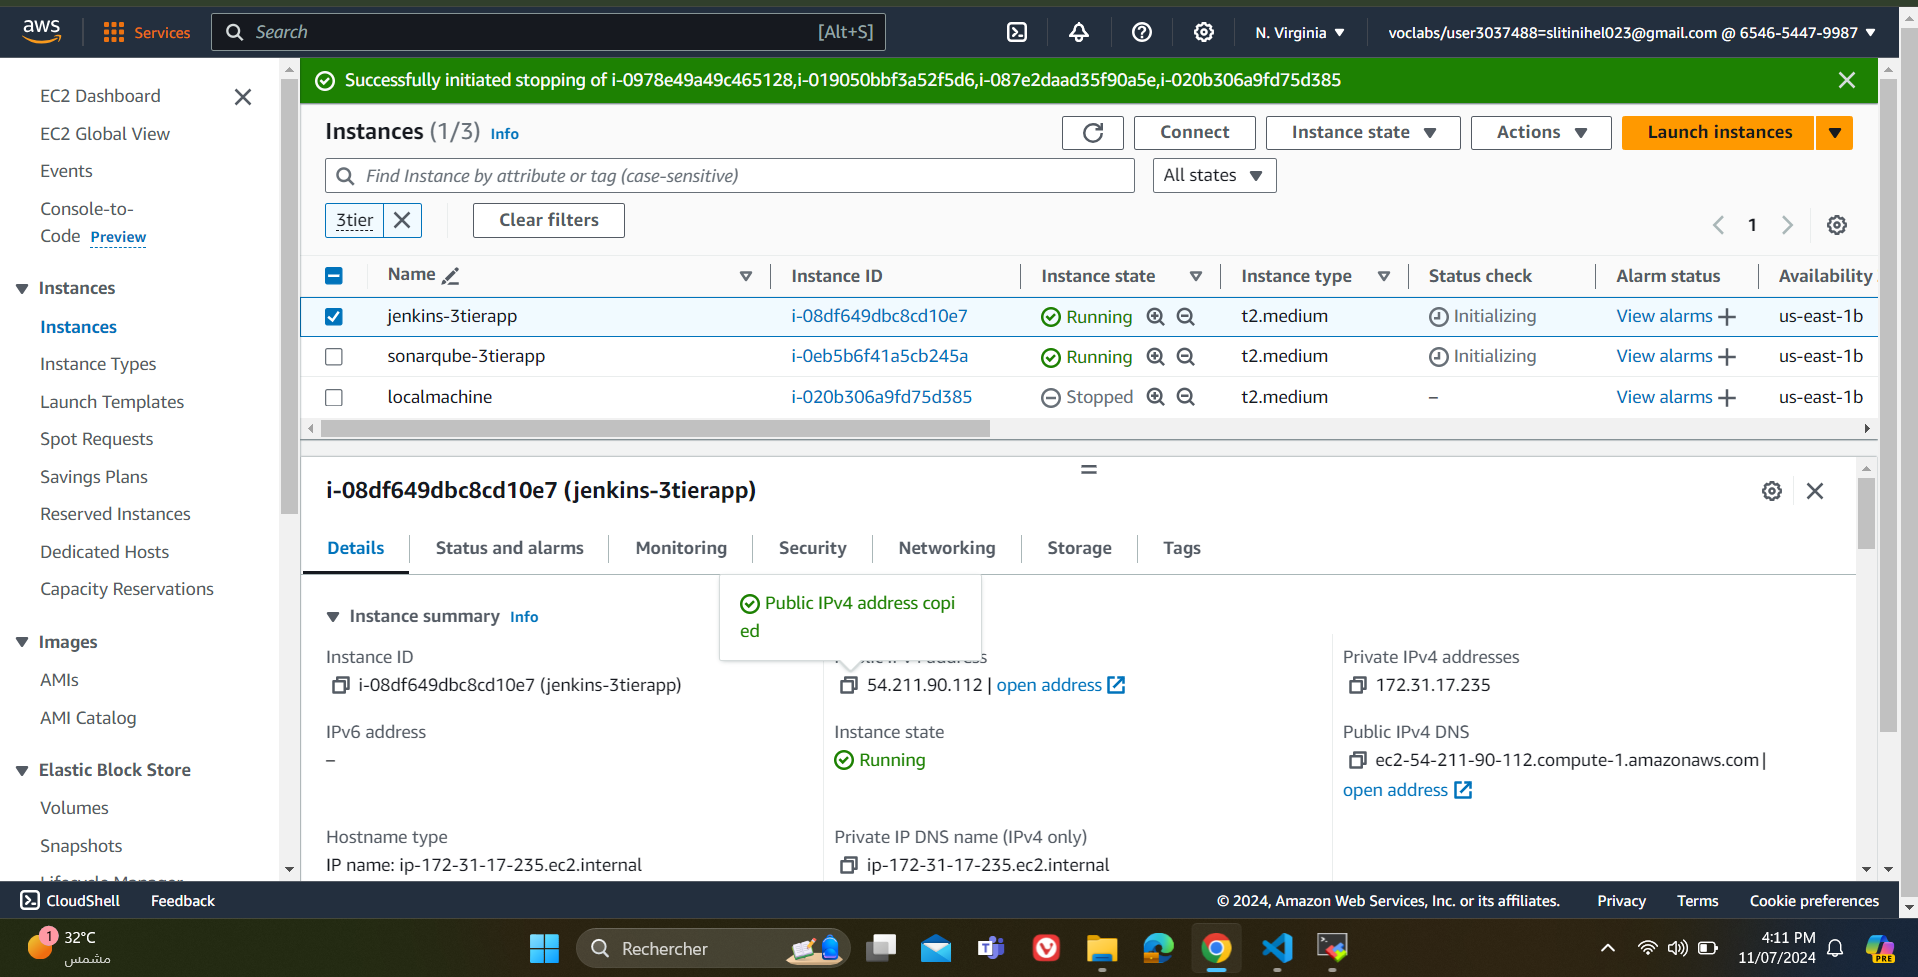 aws
Services
Search
[Alt+S]
N. Virginia
voclabs/user3037488=slitinihel023@gmail.com @ 6546-5447-9987
EC2 Dashboard
EC2 Global View
Events
Console-to-
Code Preview
Instances
Instances
Instance Types
Launch Templates
Spot Requests
Savings Plans
Reserved Instances
Dedicated Hosts
Capacity Reservations
Images
AMIs
AMI Catalog
Elastic Block Store
Volumes
Snapshots
Lifecycle Manager
Successfully initiated stopping of i-0978e49a49c465128,i-019050bbf3a52f5d6,i-087e2daad35f90a5e,i-020b306a9fd75d385
Instances (1/3) Info
Connect
Instance state
Actions
Launch instances
Find Instance by attribute or tag (case-sensitive)
All states
3tier
Clear filters
1
Name Instance ID Instance state Instance type Status check Alarm status Availability
jenkins-3tierapp i-08df649dbc8cd10e7 Running t2.medium Initializing View alarms us-east-1b
sonarqube-3tierapp i-0eb5b6f41a5cb245a Running t2.medium Initializing View alarms us-east-1b
localmachine i-020b306a9fd75d385 Stopped t2.medium – View alarms us-east-1b
i-08df649dbc8cd10e7 (jenkins-3tierapp)
Details Status and alarms Monitoring Security Networking Storage Tags
Public IPv4 address copi
ed
Instance summary Info
Instance ID
i-08df649dbc8cd10e7 (jenkins-3tierapp)
Public IPv4 address
54.211.90.112 | open address
Private IPv4 addresses
172.31.17.235
IPv6 address
–
Instance state
Running
Public IPv4 DNS
ec2-54-211-90-112.compute-1.amazonaws.com |
open address
Hostname type
IP name: ip-172-31-17-235.ec2.internal
Private IP DNS name (IPv4 only)
ip-172-31-17-235.ec2.internal
CloudShell
Feedback
© 2024, Amazon Web Services, Inc. or its affiliates.
Privacy
Terms
Cookie preferences
1
32°C
مشمس
Rechercher
4:11 PM
11/07/2024
PRE